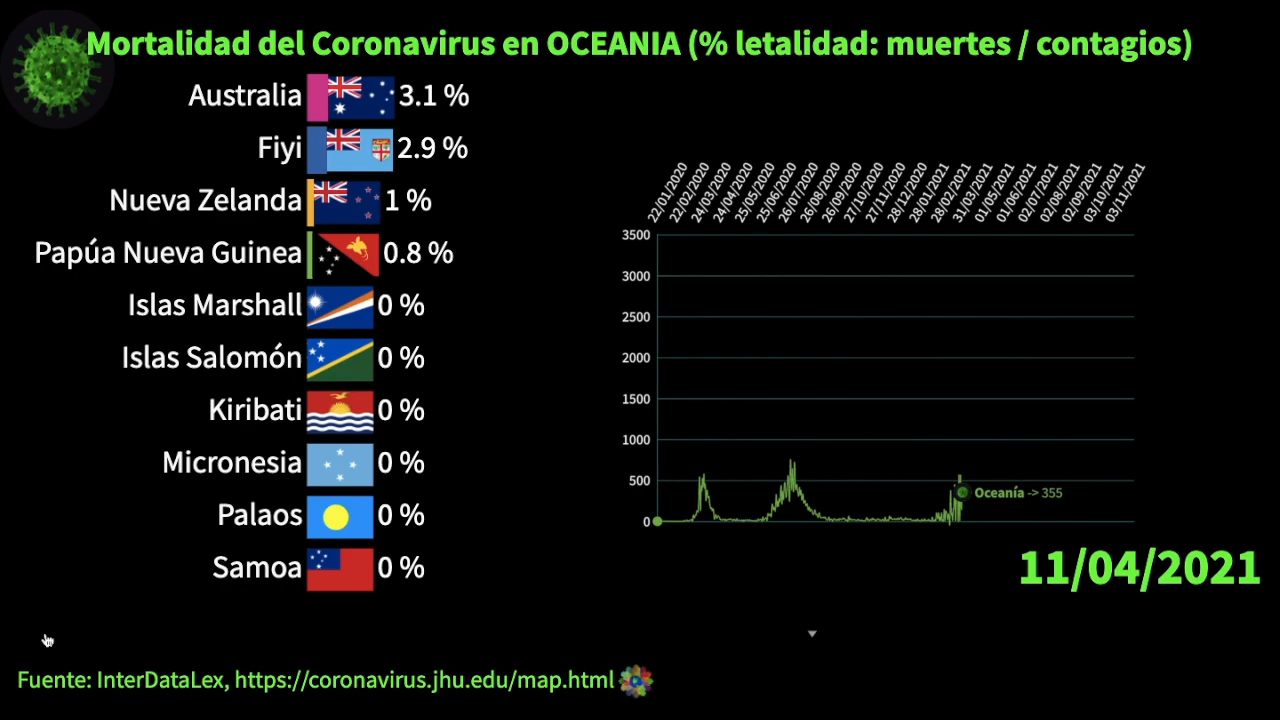 Mortalidad del Coronavirus en OCEANIA (% letalidad: muertes / contagios)
Australia 3.1 %
Fiyi 2.9 %
Nueva Zelanda 1 %
Papúa Nueva Guinea 0.8 %
Islas Marshall 0 %
Islas Salomón 0 %
Kiribati 0 %
Micronesia 0 %
Palaos 0 %
Samoa 0 %
22/01/2020
22/02/2020
24/03/2020
24/04/2020
25/05/2020
25/06/2020
26/07/2020
26/08/2020
26/09/2020
27/10/2020
27/11/2020
28/12/2020
28/01/2021
28/02/2021
31/03/2021
01/05/2021
01/06/2021
02/07/2021
02/08/2021
02/09/2021
03/10/2021
03/11/2021
3500
3000
2500
2000
1500
1000
500
0
Oceanía -> 355
11/04/2021
Fuente: InterDataLex, https://coronavirus.jhu.edu/map.html